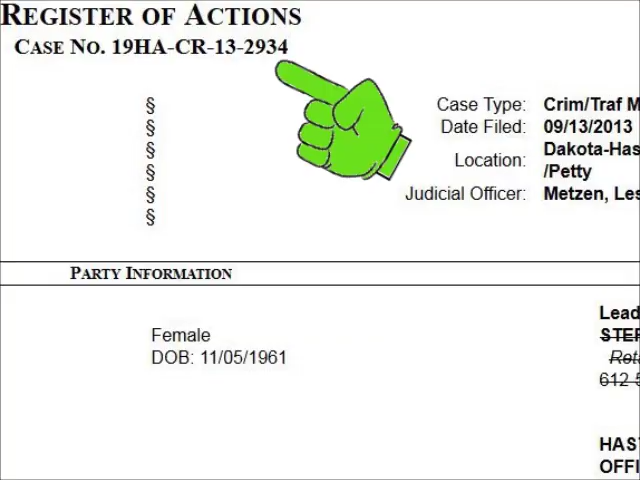 REGISTER OF ACTIONS
CASE NO. 19HA-CR-13-2934
§
§
§
§
§
§
Case Type: Crim/Traf M
Date Filed: 09/13/2013
Location: Dakota-Has
/Petty
Judicial Officer: Metzen, Les
PARTY INFORMATION
Female
DOB: 11/05/1961
Lead
STEP
Reta
612-5
HAST
OFFI